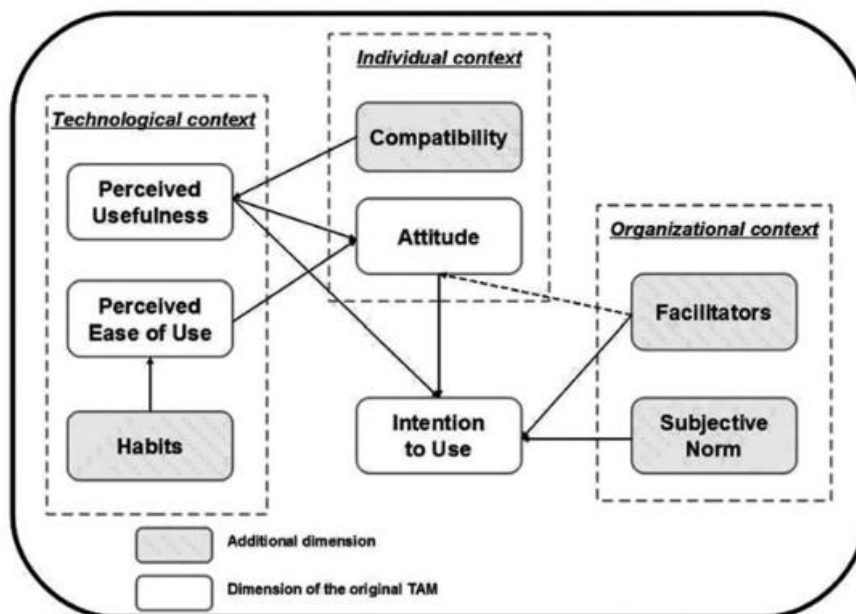 Individual context
Technological context
Compatibility
Perceived
Usefulness
Attitude
Organizational context
Perceived
Ease of Use
Facilitators
Habits
Intention
to Use
Subjective
Norm
Additional dimension
Dimension of the original TAM